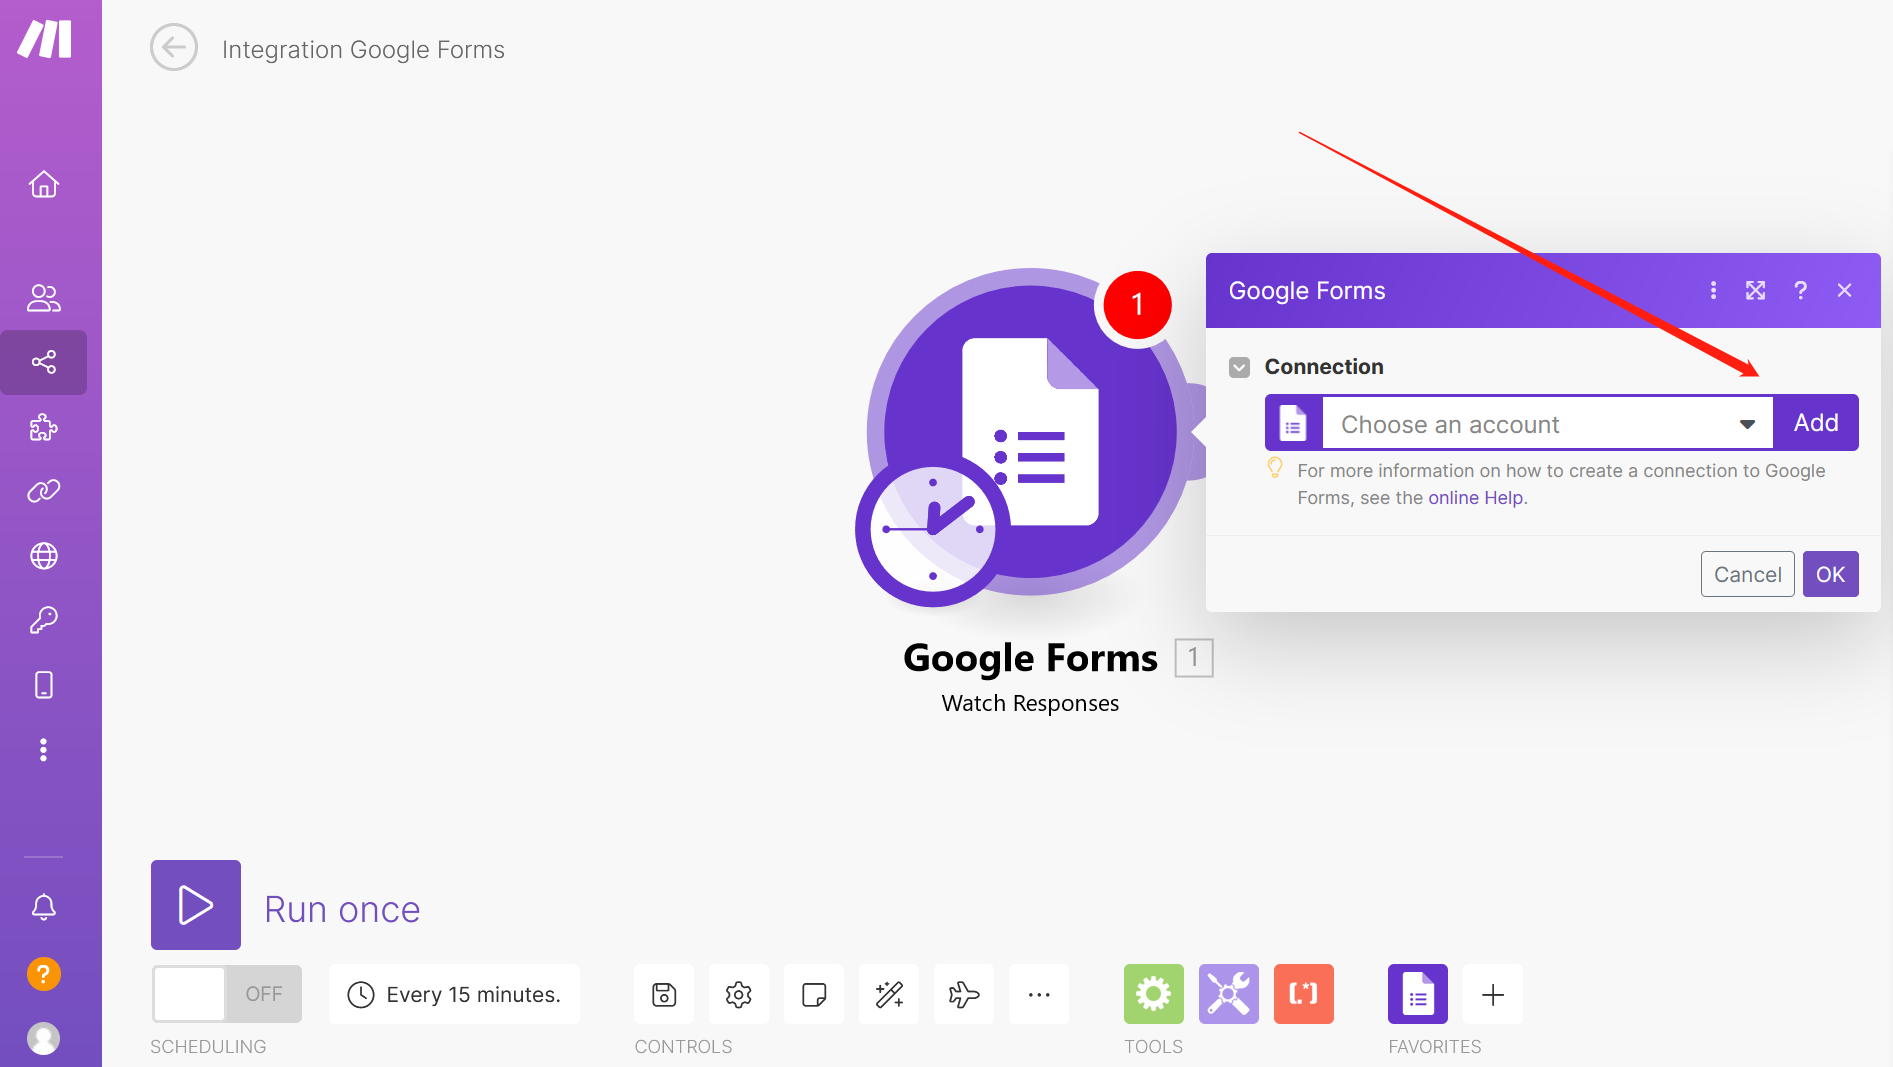 Integration Google Forms
1
Google Forms
?
Connection
Choose an account
Add
For more information on how to create a connection to Google
Forms, see the online Help.
Cancel
OK
Google Forms 1
Watch Responses
Run once
OFF
Every 15 minutes.
[.*]
?
SCHEDULING
CONTROLS
TOOLS
FAVORITES